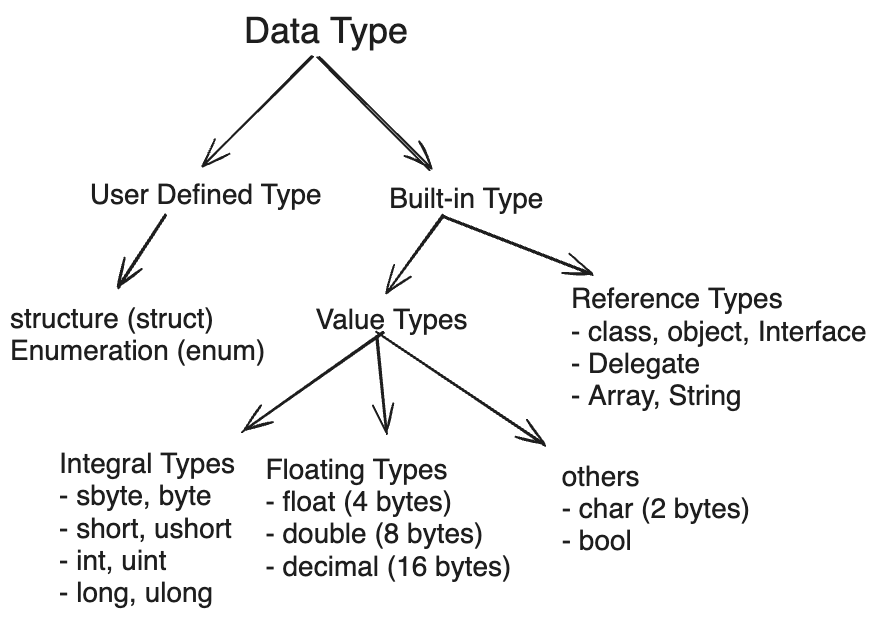 Data Type
User Defined Type
Built-in Type
structure (struct)
Enumeration (enum)
Value Types
Reference Types
- class, object, Interface
- Delegate
- Array, String
Integral Types
- sbyte, byte
- short, ushort
- int, uint
- long, ulong
Floating Types
- float (4 bytes)
- double (8 bytes)
- decimal (16 bytes)
others
- char (2 bytes)
- bool